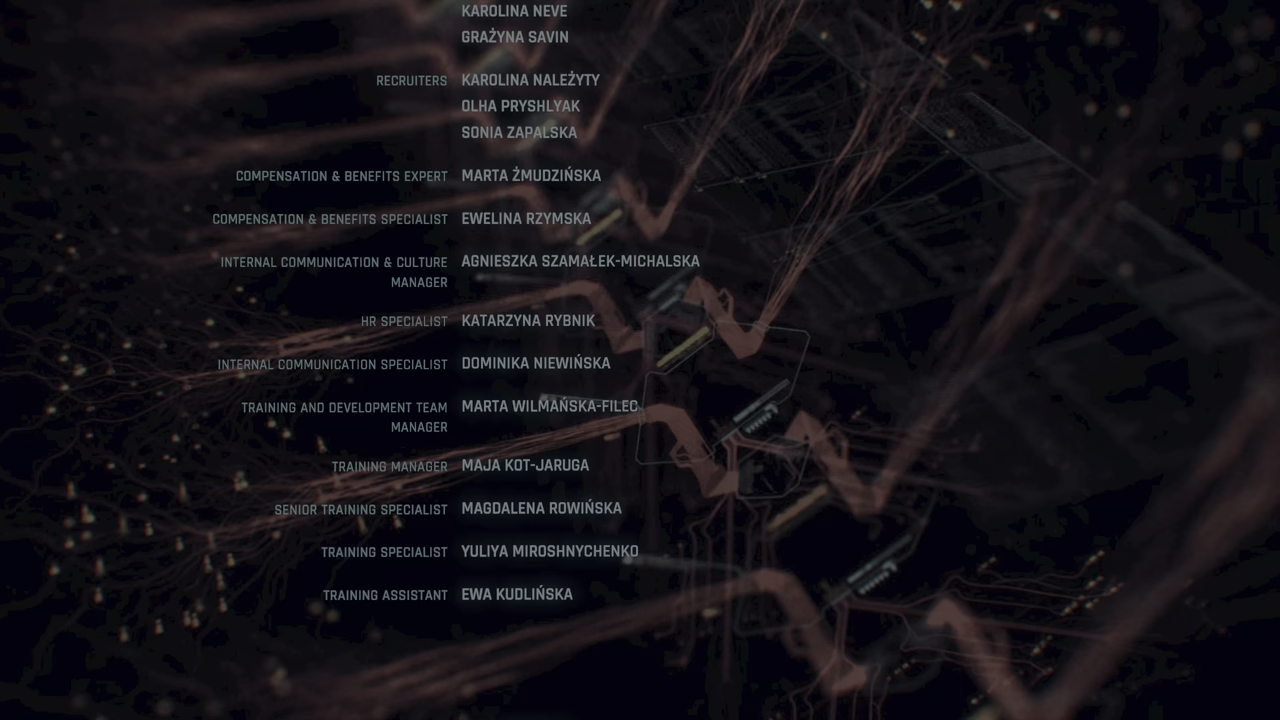 KAROLINA NEVE
GRAŻYNA SAVIN
RECRUITERS KAROLINA NALEŻYTY
OLHA PRYSHLYAK
SONIA ZAPALSKA
COMPENSATION & BENEFITS EXPERT MARTA ŻMUDZIŃSKA
COMPENSATION & BENEFITS SPECIALIST EWELINA RZYMSKA
INTERNAL COMMUNICATION & CULTURE AGNIESZKA SZAMAŁEK-MICHALSKA
MANAGER
HR SPECIALIST KATARZYNA RYBNIK
INTERNAL COMMUNICATION SPECIALIST DOMINIKA NIEWIŃSKA
TRAINING AND DEVELOPMENT TEAM MARTA WILMAŃSKA-FILEC
MANAGER
TRAINING MANAGER MAJA KOT-JARUGA
SENIOR TRAINING SPECIALIST MAGDALENA ROWIŃSKA
TRAINING SPECIALIST YULIYA MIROSHNYCHENKO
TRAINING ASSISTANT EWA KUDLIŃSKA